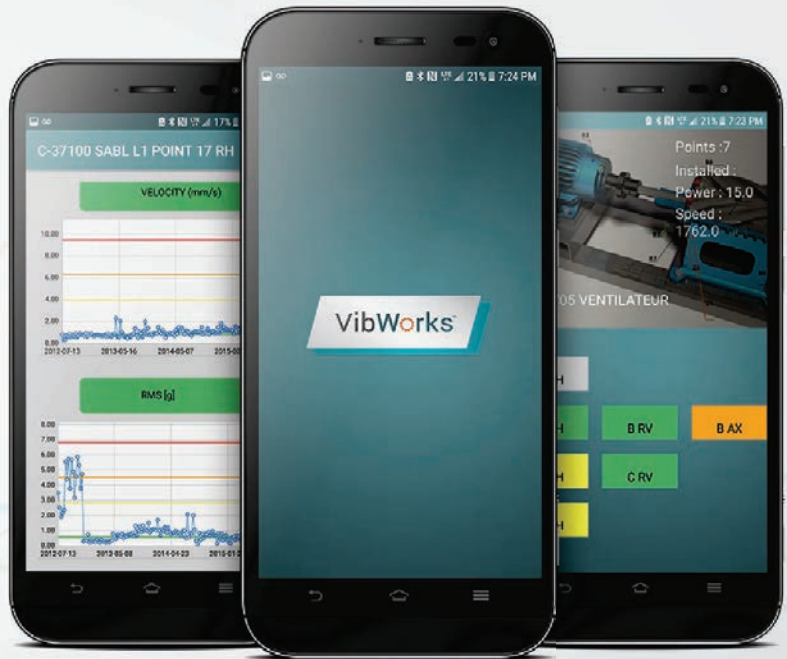 17%
C-37100 SABL L1 POINT 17 RH
VELOCITY (mm/s)
10.00
8.00
6.00
4.00
2.00
0.00
2012-07-13 2013-05-16 2014-05-07
RMS [g]
8.00
7.00
6.00
5.00
4.00
3.00
2.00
1.00
0.00
2012-07-13 2013-05-08 2014-04-23
21% 7:24 PM
VibWorks
21% 7:23 PM
Points :7
Installed :
Power : 15.0
Speed :
1762.0
05 VENTILATEUR
H
H B RV B AX
H C RV
H